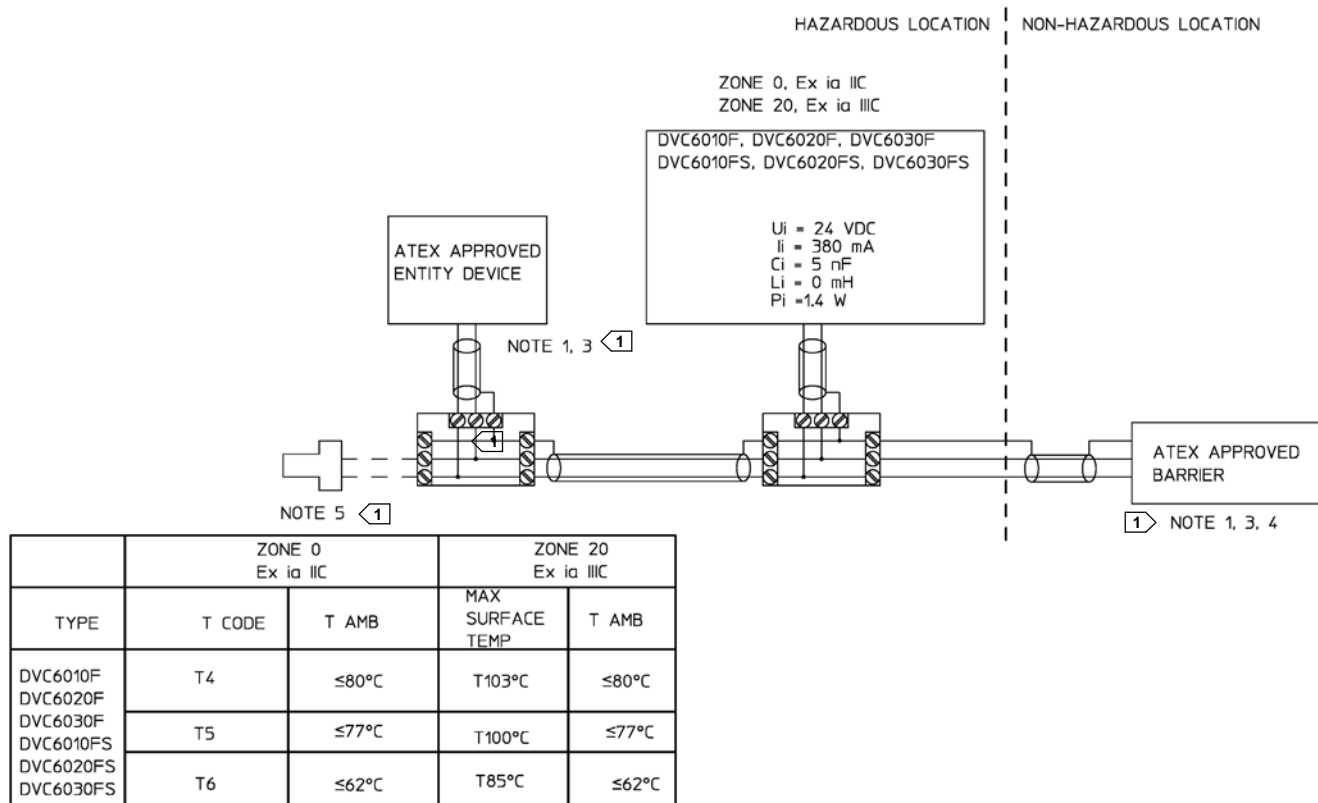 HAZARDOUS LOCATION
NON-HAZARDOUS LOCATION
ZONE 0, Ex ia IIC
ZONE 20, Ex ia IIIC
DVC6010F, DVC6020F, DVC6030F
DVC6010FS, DVC6020FS, DVC6030FS
Ui = 24 VDC
Ii = 380 mA
Ci = 5 nF
Li = 0 mH
Pi =1.4 W
ATEX APPROVED
ENTITY DEVICE
NOTE 1, 3 1
1
ATEX APPROVED
BARRIER
NOTE 5 1
1 NOTE 1, 3, 4
ZONE 0
Ex ia IIC
ZONE 20
Ex ia IIIC
TYPE
T CODE
T AMB
MAX
SURFACE
TEMP
T AMB
DVC6010F
DVC6020F
DVC6030F
DVC6010FS
DVC6020FS
DVC6030FS
T4
≤80°C
T103°C
≤80°C
T5
≤77°C
T100°C
≤77°C
T6
≤62°C
T85°C
≤62°C